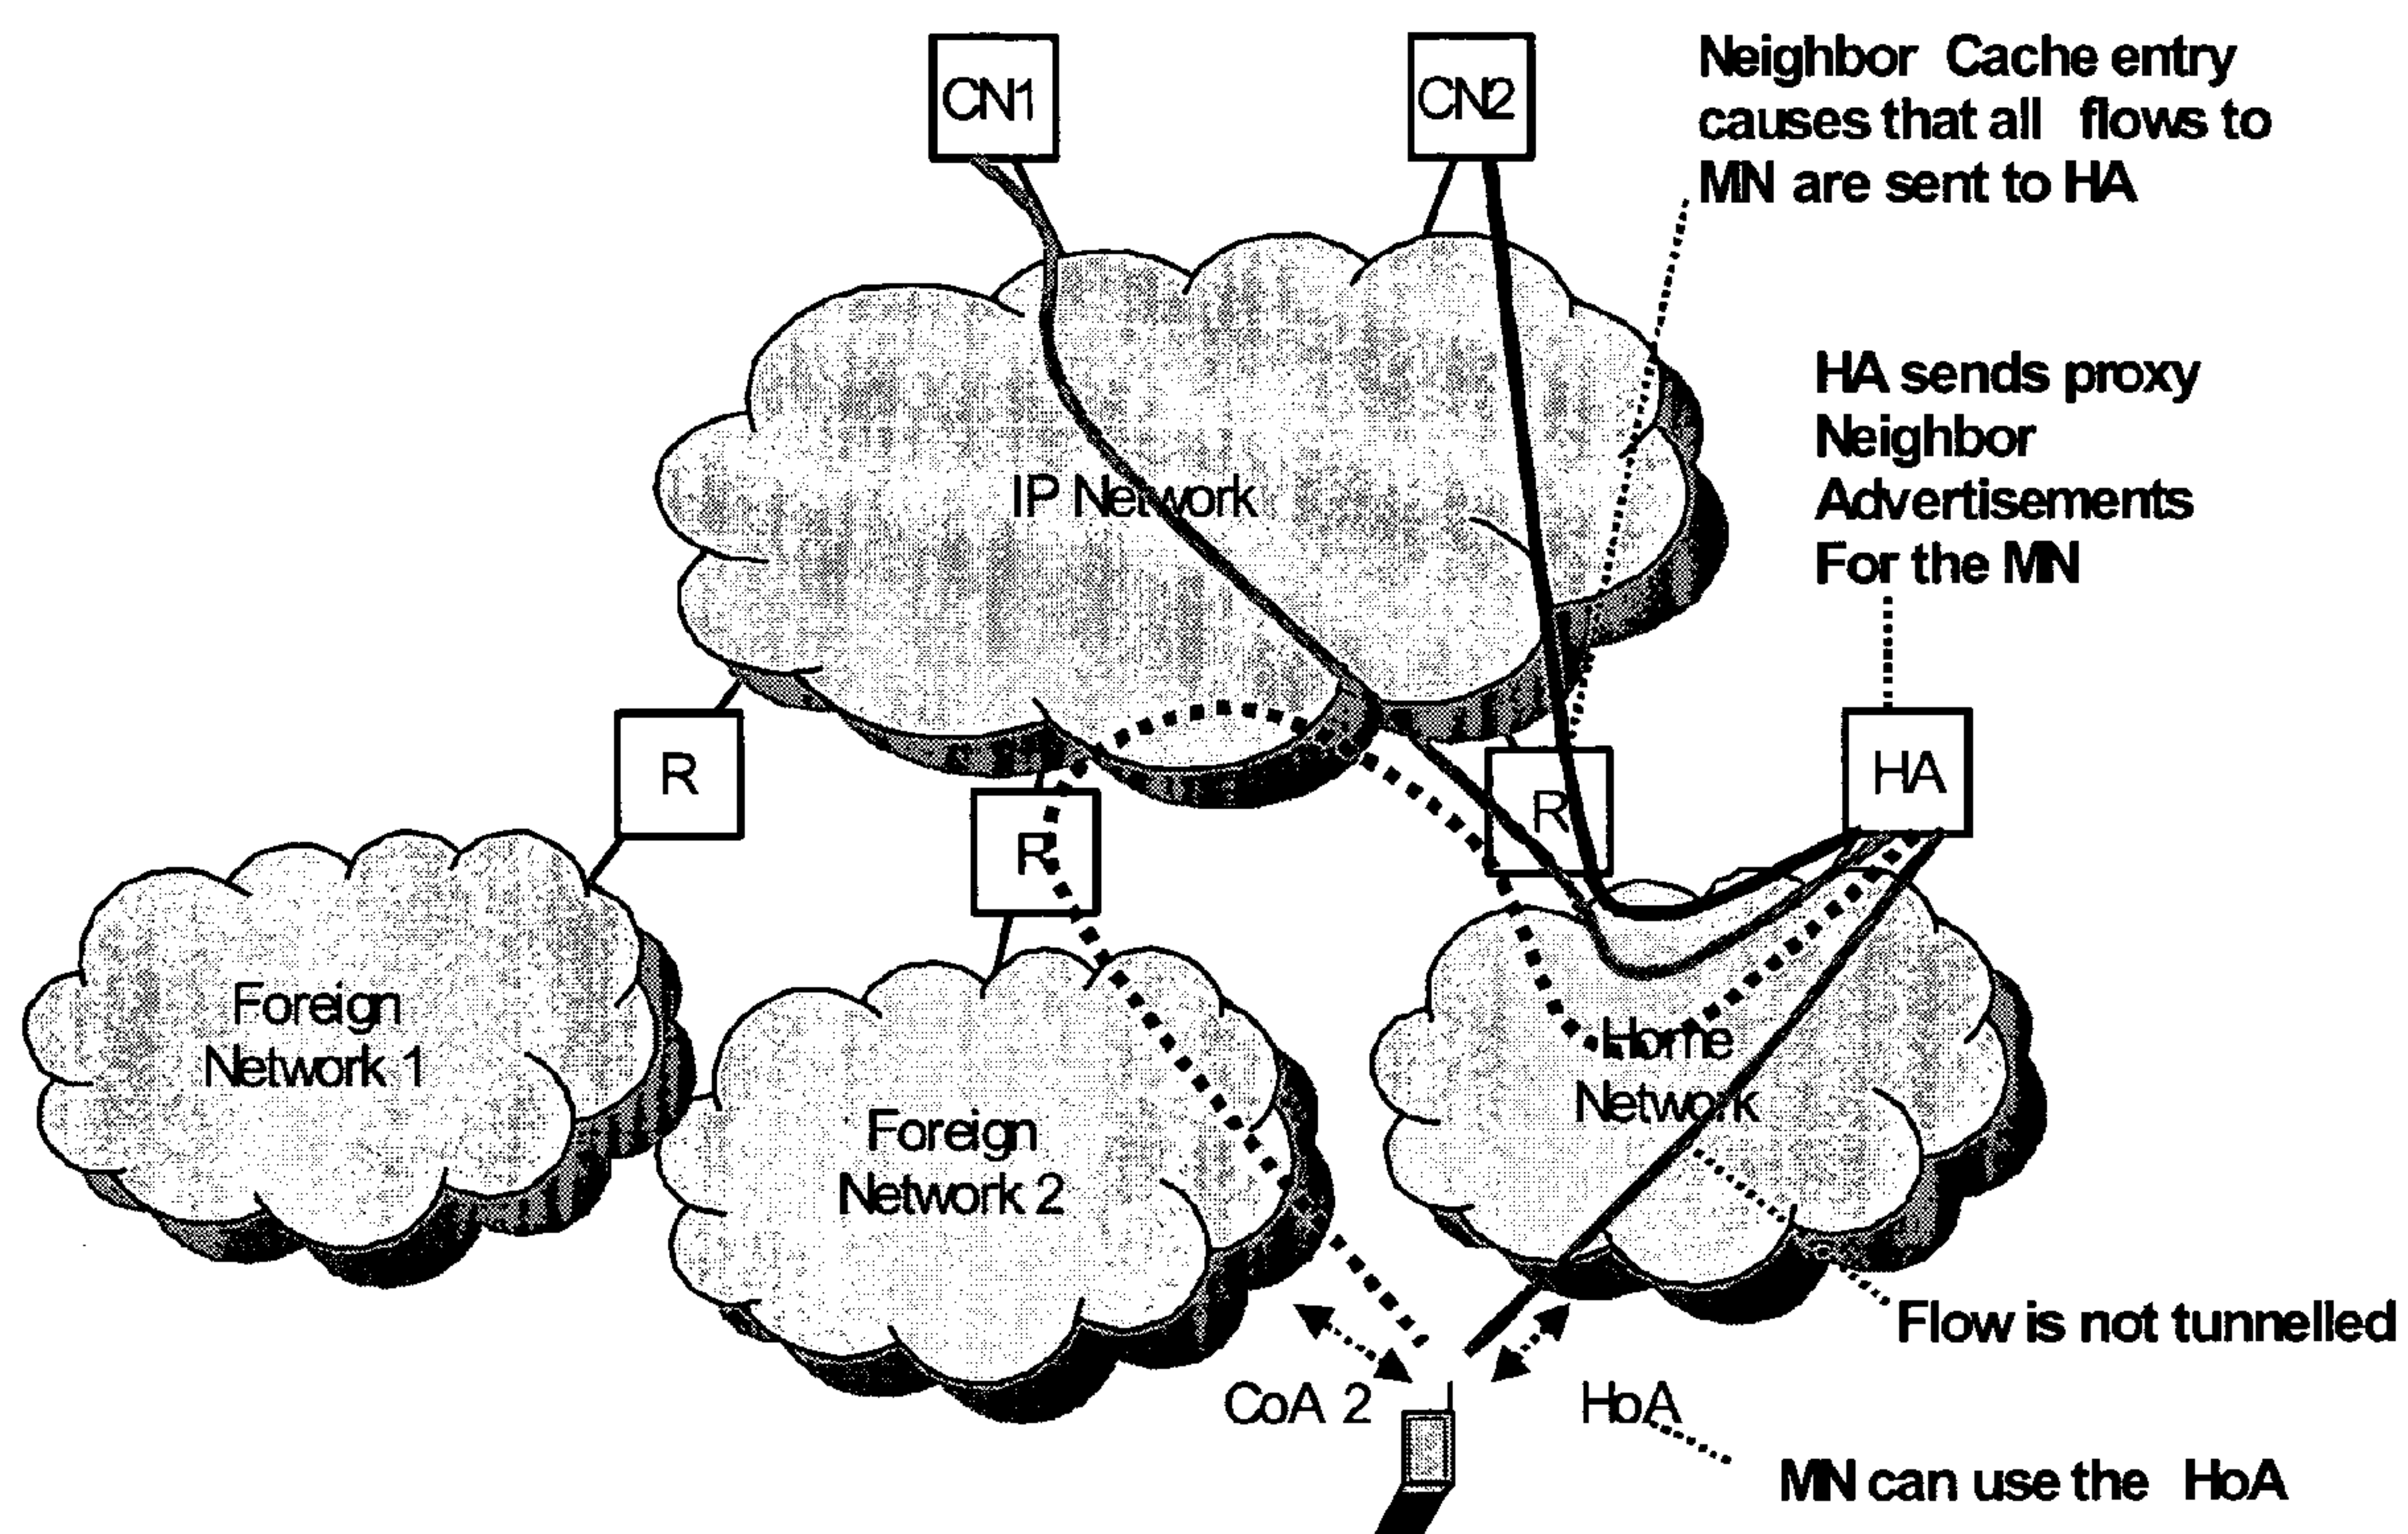 CN1
CN2
Neighbor Cache entry
causes that all flows to
MN are sent to HA
HA sends proxy
Neighbor
Advertisements
For the MN
IP Network
R
R
R
HA
Foreign
Network 1
Foreign
Network 2
Home
Network
Flow is not tunnelled
CoA 2
HoA
MN can use the HoA